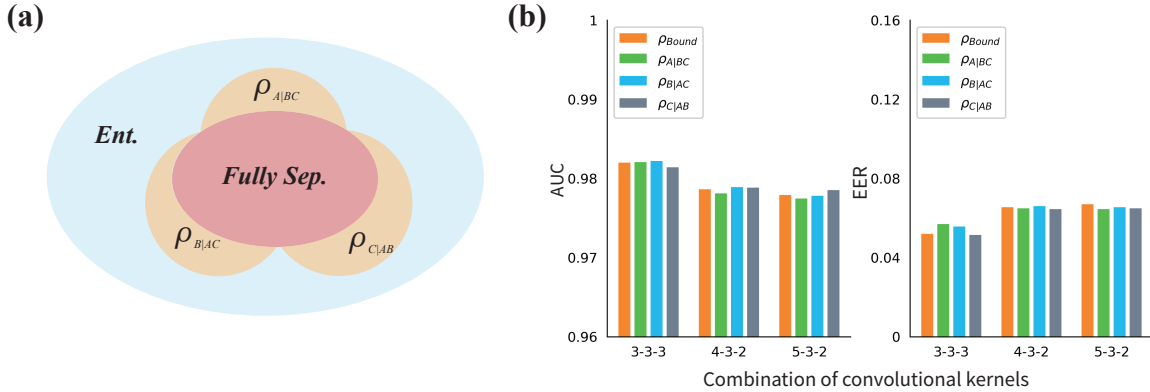 (a)
ρ A|BC
Ent.
Fully Sep.
ρ B|AC
ρ C|AB
(b)
AUC
1
0.99
0.98
0.97
0.96
ρBound
ρA|BC
ρB|AC
ρC|AB
3-3-3
4-3-2
5-3-2
EER
0.16
0.12
0.08
0.04
0
ρBound
ρA|BC
ρB|AC
ρC|AB
3-3-3
4-3-2
5-3-2
Combination of convolutional kernels